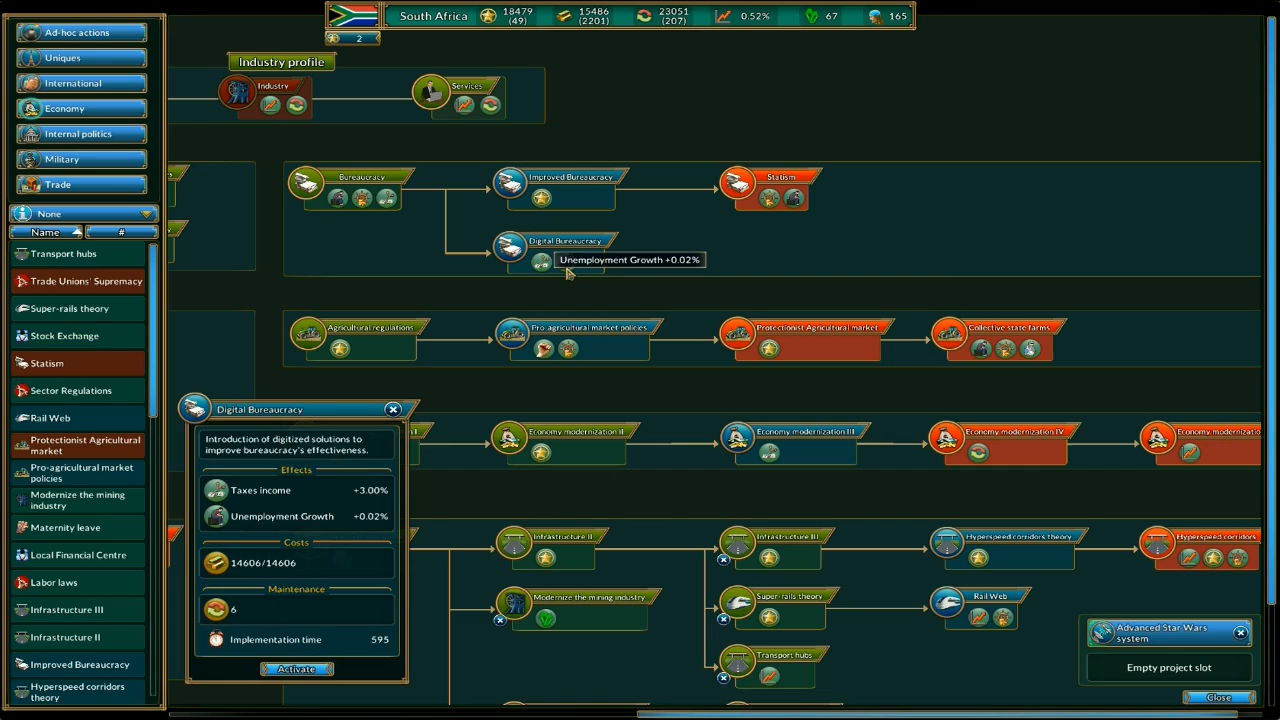 South Africa
18479
(49)
15486
(2201)
23051
(207)
0.52%
67
165
2
Ad-hoc actions
Uniques
International
Economy
Internal politics
Military
Trade
None
Name
#
Transport hubs
Trade Unions' Supremacy
Super-rails theory
Stock Exchange
Statism
Sector Regulations
Rail Web
Protectionist Agricultural
market
Pro-agricultural market
policies
Modernize the mining
industry
Maternity leave
Local Financial Centre
Labor laws
Infrastructure III
Infrastructure II
Improved Bureaucracy
Hyperspeed corridors
theory
Industry profile
Industry
Services
Bureaucracy
Improved Bureaucracy
Statism
Digital Bureaucracy
Unemployment Growth +0.02%
Agricultural regulations
Pro-agricultural market policies
Protectionist Agricultural market
Collective state farms
Economy modernization II
Economy modernization III
Economy modernization IV
Economy modernizatio
Infrastructure II
Infrastructure III
Hyperspeed corridors theory
Hyperspeed corridors
Modernize the mining industry
Super-rails theory
Rail Web
Transport hubs
Digital Bureaucracy
Introduction of digitized solutions to
improve bureaucracy's effectiveness.
Effects
Taxes income +3.00%
Unemployment Growth +0.02%
Costs
14606/14606
Maintenance
6
Implementation time 595
Activate
Advanced Star Wars
system
Empty project slot
Close